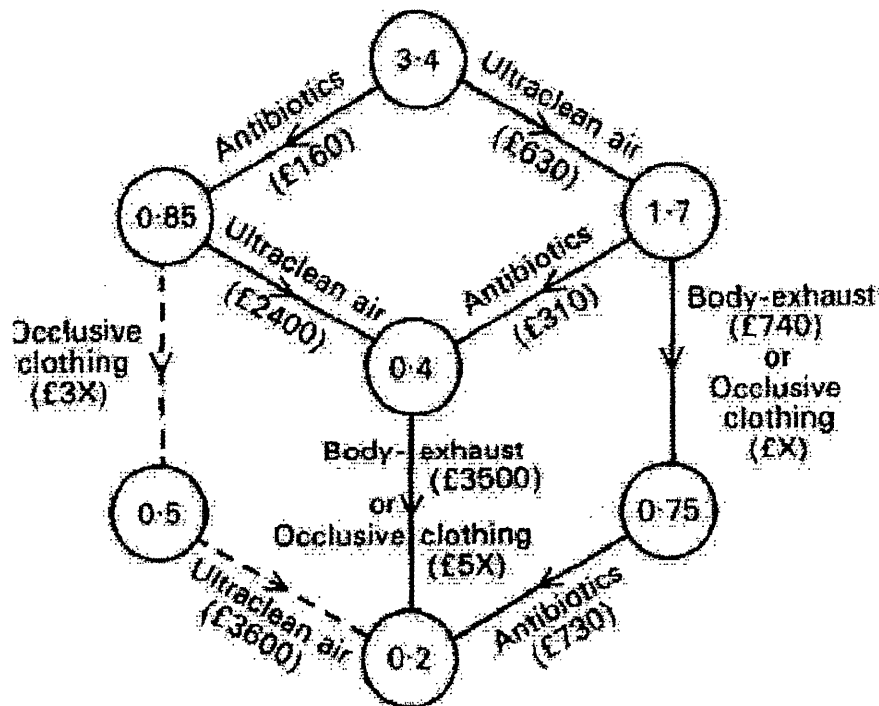 3·4
Antibiotics
(£160)
Ultraclean air
(£630)
0·85
1·7
Ultraclean air
(£2400)
Antibiotics
(£310)
Occlusive
clothing
(£3X)
0·4
Body-exhaust
(£740)
or
Occlusive
clothing
(£X)
Body-exhaust
(£3500)
or
Occlusive clothing
(£5X)
0·5
0·75
Ultraclean air
(£3600)
Antibiotics
(£730)
0·2